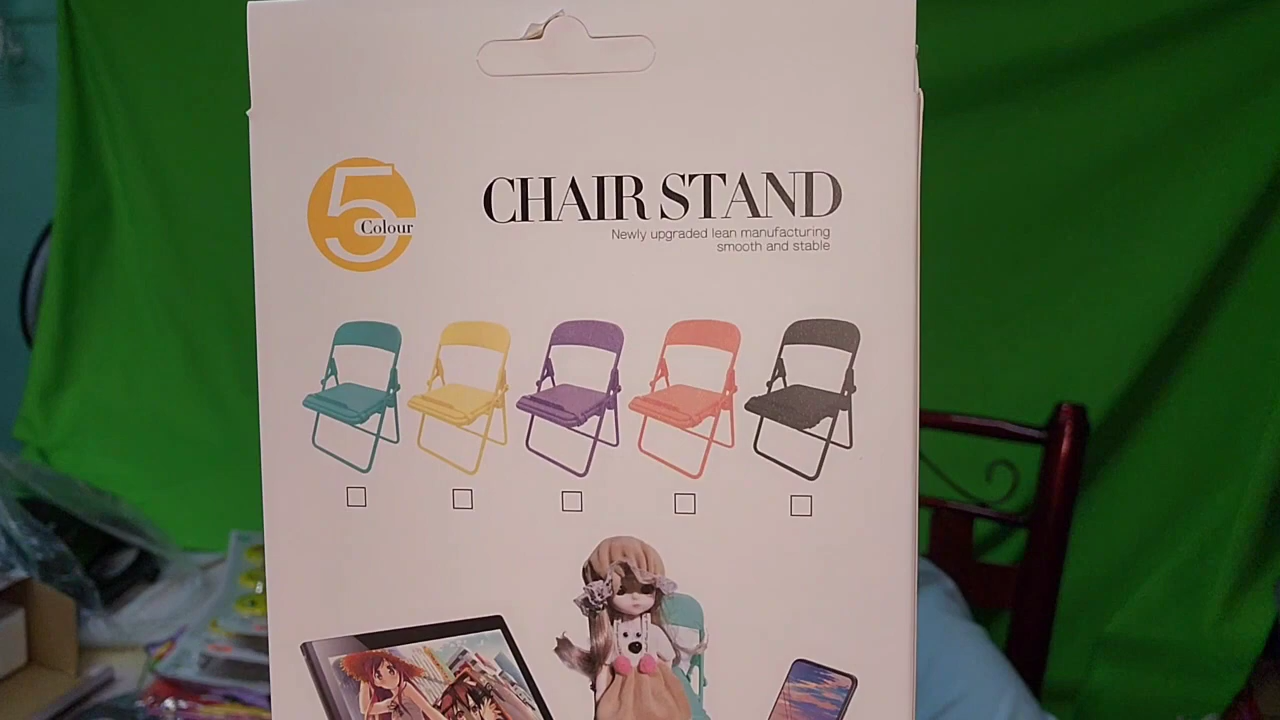 5
Colour
CHAIR STAND
Newly upgraded lean manufacturing
smooth and stable